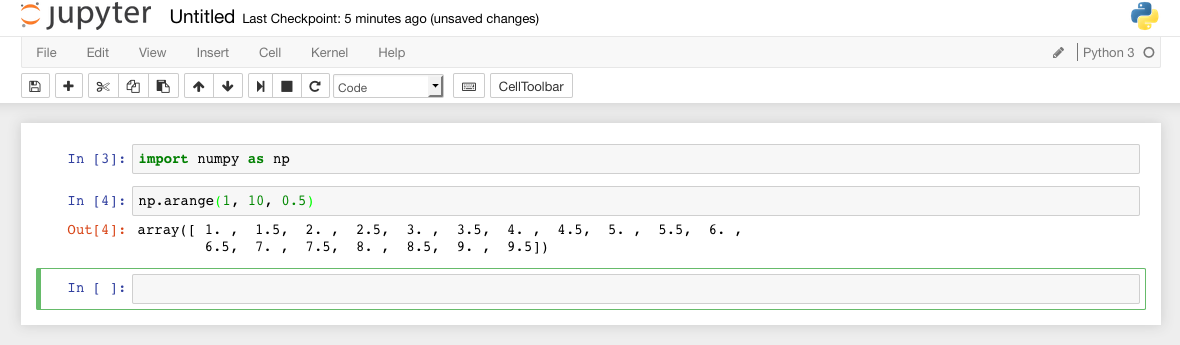 jupyter Untitled Last Checkpoint: 5 minutes ago (unsaved changes)
File Edit View Insert Cell Kernel Help Python 3
Code CellToolbar
In [3]: import numpy as np
In [4]: np.arange(1, 10, 0.5)
Out[4]: array([ 1. ,  1.5,  2. ,  2.5,  3. ,  3.5,  4. ,  4.5,  5. ,  5.5,  6. ,
6.5,  7. ,  7.5,  8. ,  8.5,  9. ,  9.5])
In [ ]: